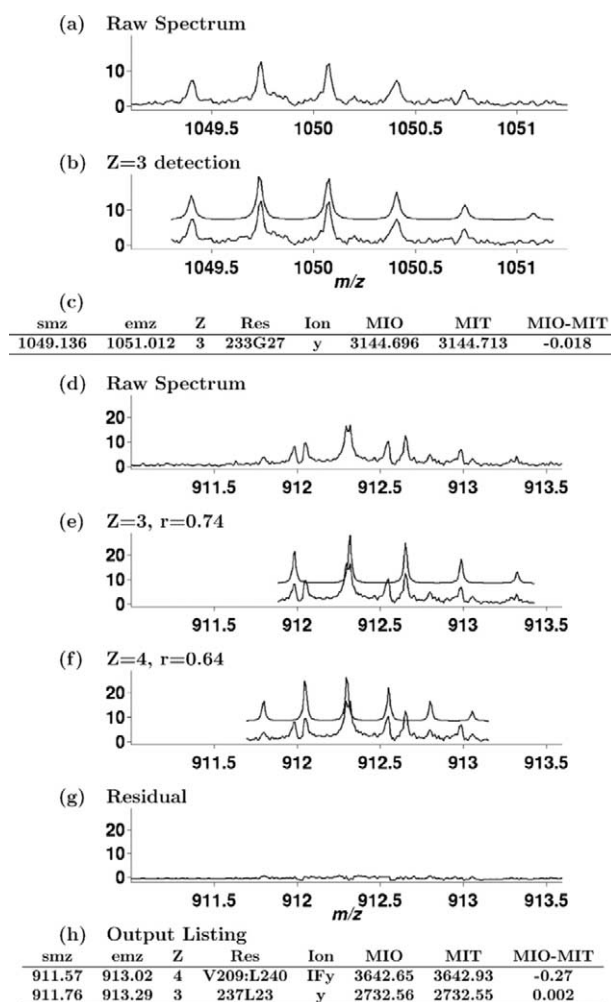 (a) Raw Spectrum
10
0
1049.5 1050 1050.5 1051
(b) Z=3 detection
10
0
1049.5 1050 1050.5 1051
m/z
(c)
smz emz Z Res Ion MIO MIT MIO-MIT
1049.136 1051.012 3 233G27 y 3144.696 3144.713 -0.018
(d) Raw Spectrum
20
10
0
911.5 912 912.5 913 913.5
(e) Z=3, r=0.74
20
10
0
911.5 912 912.5 913 913.5
(f) Z=4, r=0.64
20
10
0
911.5 912 912.5 913 913.5
(g) Residual
20
10
0
911.5 912 912.5 913 913.5
m/z
(h) Output Listing
smz emz Z Res Ion MIO MIT MIO-MIT
911.57 913.02 4 V209:L240 IFy 3642.65 3642.93 -0.27
911.76 913.29 3 237L23 y 2732.56 2732.55 0.002